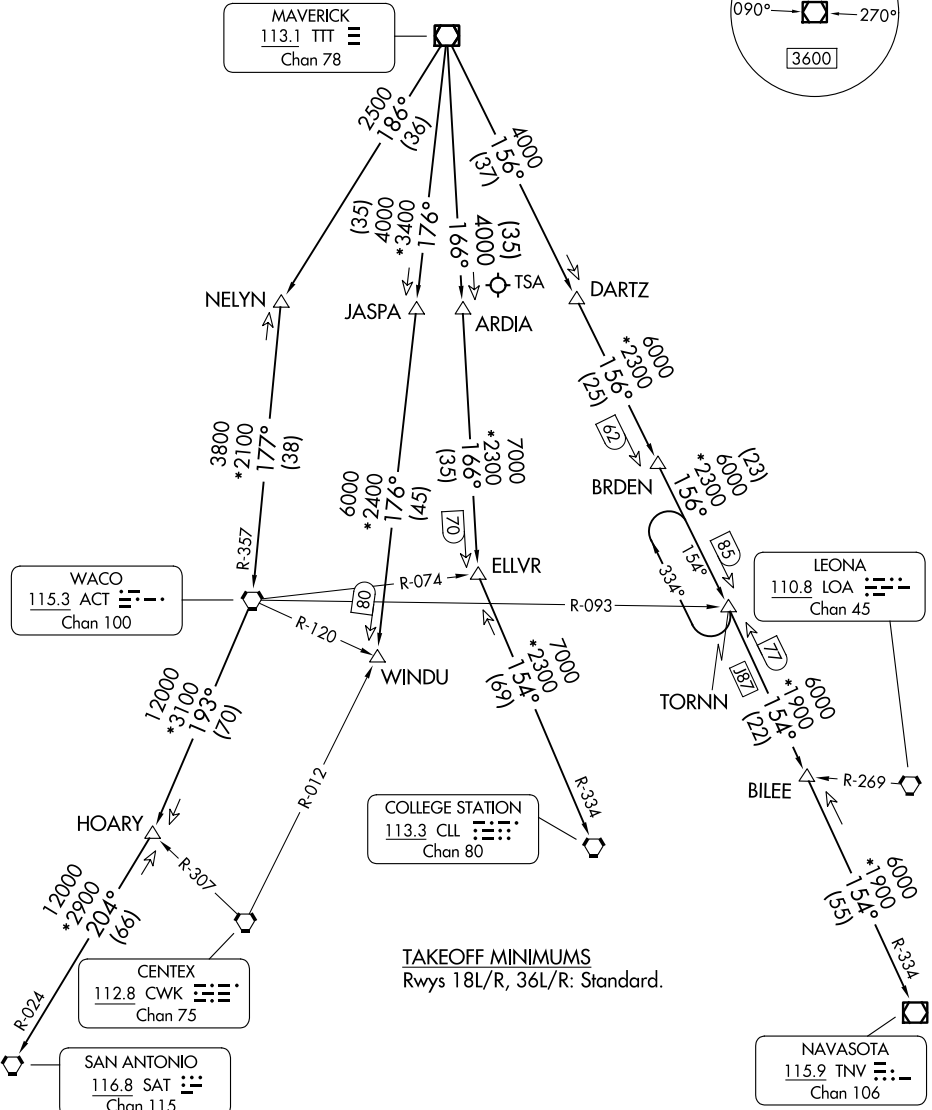 MAVERICK
113.1 TTT
Chan 78
090°
270°
3600
2500
186°
(36)
(35)
4000
*3400
176°
(35)
4000
166°
4000
156°
(37)
TSA
NELYN
JASPA
ARDIA
DARTZ
6000
*2300
156°
(25)
3800
*2100
177°
(38)
6000
*2400
176°
(45)
7000
*2300
166°
(35)
62
BRDEN
(23)
6000
*2300
156°
70
85
154°
334°
R-357
WACO
115.3 ACT
Chan 100
R-074
ELLVR
80
R-093
R-120
WINDU
LEONA
110.8 LOA
Chan 45
77
J87
TORNN
7000
*2300
154°
(69)
6000
*1900
154°
(22)
12000
*3100
193°
(70)
R-012
BILEE
R-269
HOARY
R-307
COLLEGE STATION
113.3 CLL
Chan 80
R-334
12000
*2900
204°
(66)
6000
*1900
154°
(55)
R-334
TAKEOFF MINIMUMS
Rwys 18L/R, 36L/R: Standard.
CENTEX
112.8 CWK
Chan 75
R-024
SAN ANTONIO
116.8 SAT
Chan 115
NAVASOTA
115.9 TNV
Chan 106